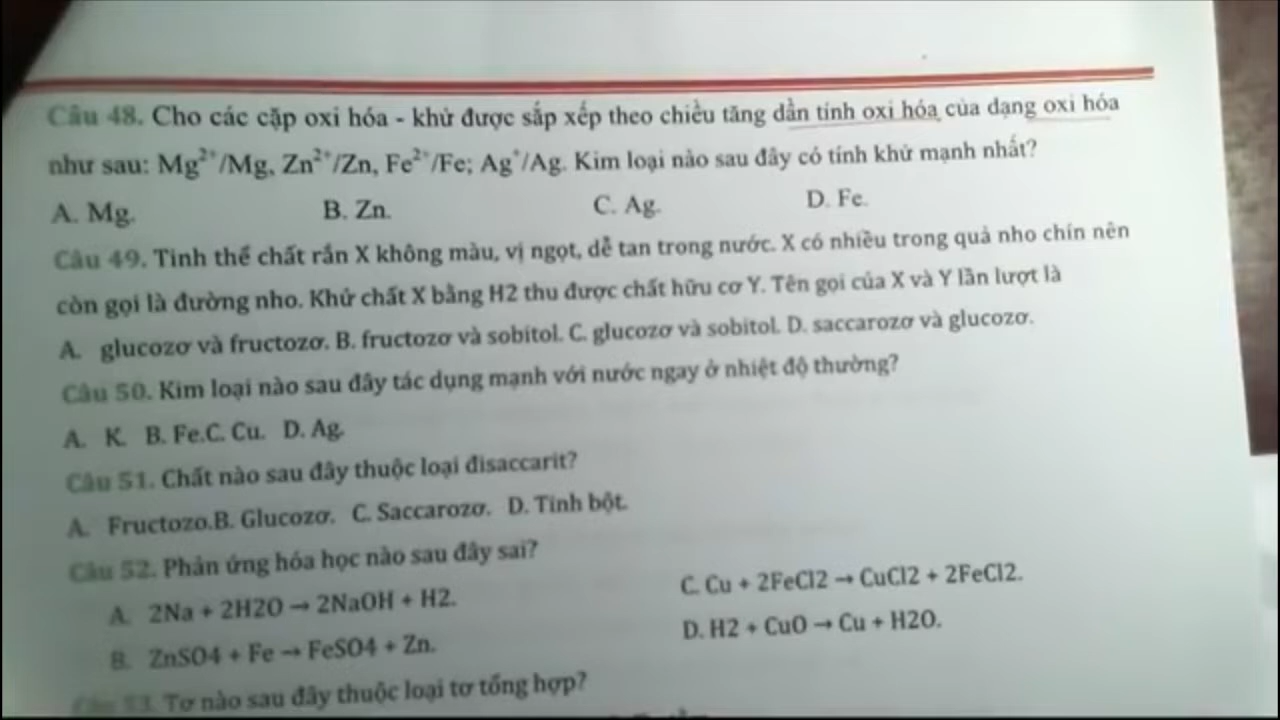 Câu 48. Cho các cặp oxi hóa - khử được sắp xếp theo chiều tăng dần tính oxi hóa của dạng oxi hóa
như sau: Mg²⁺/Mg, Zn²⁺/Zn, Fe²⁺/Fe; Ag⁺/Ag. Kim loại nào sau đây có tính khử mạnh nhất?
A. Mg. B. Zn. C. Ag. D. Fe.
Câu 49. Tinh thể chất rắn X không màu, vị ngọt, dễ tan trong nước. X có nhiều trong quả nho chín nên
còn gọi là đường nho. Khử chất X bằng H2 thu được chất hữu cơ Y. Tên gọi của X và Y lần lượt là
A. glucozơ và fructozơ. B. fructozơ và sobitol. C. glucozơ và sobitol. D. saccarozơ và glucozơ.
Câu 50. Kim loại nào sau đây tác dụng mạnh với nước ngay ở nhiệt độ thường?
A. K. B. Fe.C. Cu. D. Ag.
Câu 51. Chất nào sau đây thuộc loại đisaccarit?
A. Fructozơ.B. Glucozơ. C. Saccarozơ. D. Tinh bột.
Câu 52. Phản ứng hóa học nào sau đây sai?
A. 2Na + 2H2O → 2NaOH + H2. C. Cu + 2FeCl2 → CuCl2 + 2FeCl2.
B. ZnSO4 + Fe → FeSO4 + Zn. D. H2 + CuO → Cu + H2O.
Câu 53. Tơ nào sau đây thuộc loại tơ tổng hợp?